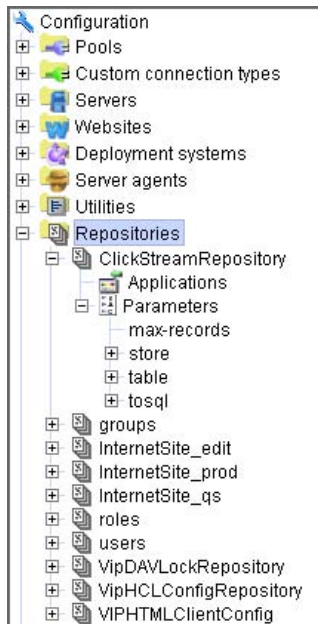 Configuration
Pools
Custom connection types
Servers
Websites
Deployment systems
Server agents
Utilities
Repositories
ClickStreamRepository
Applications
Parameters
max-records
store
table
tosql
groups
InternetSite_edit
InternetSite_prod
InternetSite_qs
roles
users
VipDAVLockRepository
VipHCLConfigRepository
VIPHTMLClientConfig